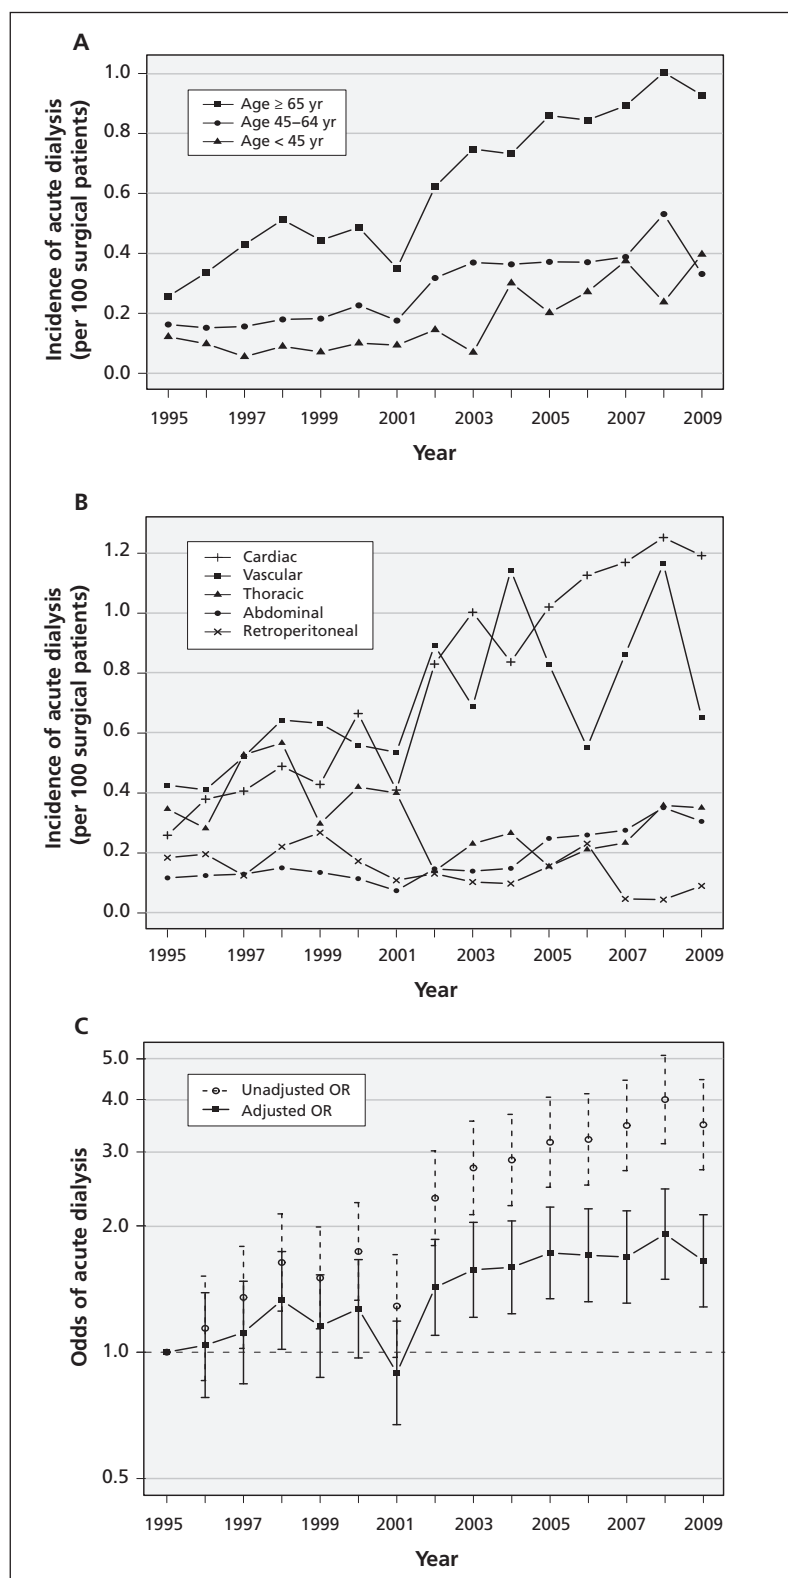 A
Incidence of acute dialysis
(per 100 surgical patients)
1.0
0.8
0.6
0.4
0.2
0.0
Age ≥ 65 yr
Age 45–64 yr
Age < 45 yr
1995 1997 1999 2001 2003 2005 2007 2009
Year
B
Incidence of acute dialysis
(per 100 surgical patients)
1.2
1.0
0.8
0.6
0.4
0.2
0.0
Cardiac
Vascular
Thoracic
Abdominal
Retroperitoneal
1995 1997 1999 2001 2003 2005 2007 2009
Year
C
Odds of acute dialysis
5.0
4.0
3.0
2.0
1.0
0.5
Unadjusted OR
Adjusted OR
1995 1997 1999 2001 2003 2005 2007 2009
Year